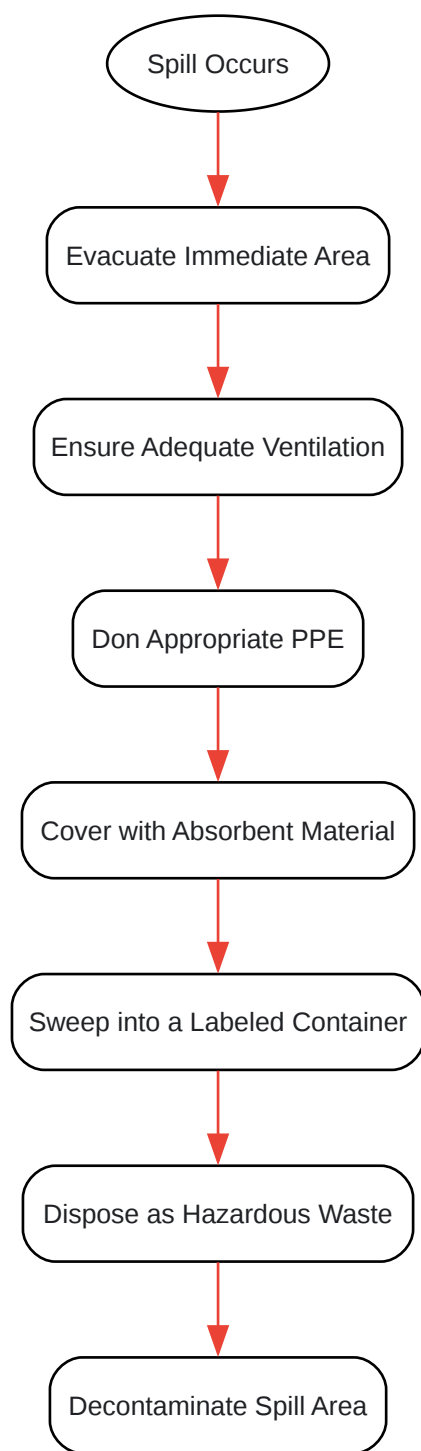 Spill Occurs
Evacuate Immediate Area
Ensure Adequate Ventilation
Don Appropriate PPE
Cover with Absorbent Material
Sweep into a Labeled Container
Dispose as Hazardous Waste
Decontaminate Spill Area